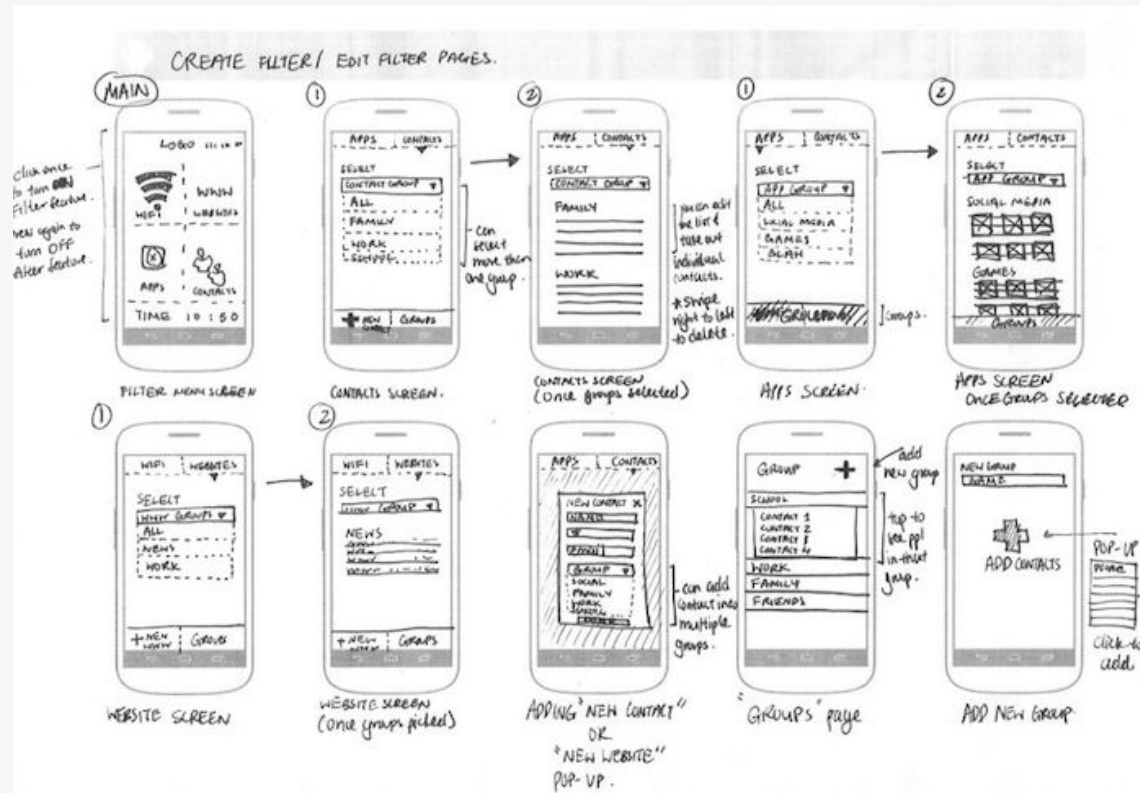 CREATE FILTER / EDIT FILTER PAGES.
MAIN
click once
to turn ON
Filter feature.
again to
turn OFF
filter feature.
LOGO
WIFI
WWW
WEBSITES
APPS
CONTACTS
TIME 10:50
FILTER MENU SCREEN
1
APPS CONTACTS
SELECT
CONTACT GROUP
ALL
FAMILY
WORK
SCHOOL
+ NEW CONTACT
GROUPS
can
select
more than
one group.
CONTACTS SCREEN.
2
APPS CONTACTS
SELECT
CONTACT GROUP
FAMILY
WORK
you can edit
the list &
take out
individual
contacts.
* swipe
right to left
to delete.
CONTACTS SCREEN
(once groups selected)
1
APPS CONTACTS
SELECT
APP GROUP
ALL
SOCIAL MEDIA
GAMES
BLAH
Groups.
APPS SCREEN.
2
APPS CONTACTS
SELECT
APP GROUP
SOCIAL MEDIA
GAMES
GROUPS
APPS SCREEN
ONCE GROUPS SELECTED
1
WIFI WEBSITES
SELECT
WWW GROUPS
ALL
NEWS
WORK
+ NEW WWW
GROUPS
WEBSITE SCREEN
2
WIFI WEBSITES
SELECT
WWW GROUP
NEWS
+ NEW WWW
GROUPS
WEBSITE SCREEN
(once groups picked)
APPS CONTACTS
NEW CONTACT X
NAME
EMAIL
GROUP
SOCIAL
FAMILY
WORK
SCHOOL
can add
contact into
multiple
groups.
ADDING "NEW CONTACT"
OR
"NEW WEBSITE"
POP-UP.
GROUP +
add
new group
SCHOOL
CONTACT 1
CONTACT 2
CONTACT 3
CONTACT 4
WORK
FAMILY
FRIENDS
tap to
see ppl
in that
group.
"GROUPS" page
NEW GROUP
NAME
ADD CONTACTS
POP-UP
click to
add
ADD NEW GROUP